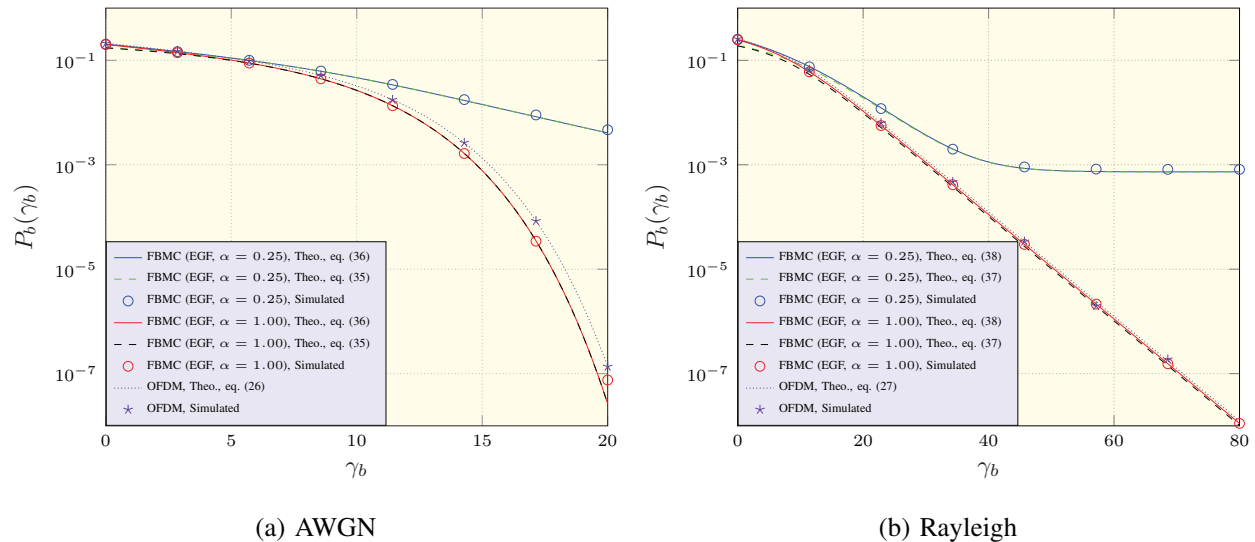 10^{-1}
10^{-3}
10^{-5}
10^{-7}
P_b(γ_b)
FBMC (EGF, α = 0.25), Theo., eq. (36)
FBMC (EGF, α = 0.25), Theo., eq. (35)
FBMC (EGF, α = 0.25), Simulated
FBMC (EGF, α = 1.00), Theo., eq. (36)
FBMC (EGF, α = 1.00), Theo., eq. (35)
FBMC (EGF, α = 1.00), Simulated
OFDM, Theo., eq. (26)
OFDM, Simulated
0 5 10 15 20
γ_b
(a) AWGN
10^{-1}
10^{-3}
10^{-5}
10^{-7}
P_b(γ_b)
FBMC (EGF, α = 0.25), Theo., eq. (38)
FBMC (EGF, α = 0.25), Theo., eq. (37)
FBMC (EGF, α = 0.25), Simulated
FBMC (EGF, α = 1.00), Theo., eq. (38)
FBMC (EGF, α = 1.00), Theo., eq. (37)
FBMC (EGF, α = 1.00), Simulated
OFDM, Theo., eq. (27)
OFDM, Simulated
0 20 40 60 80
γ_b
(b) Rayleigh